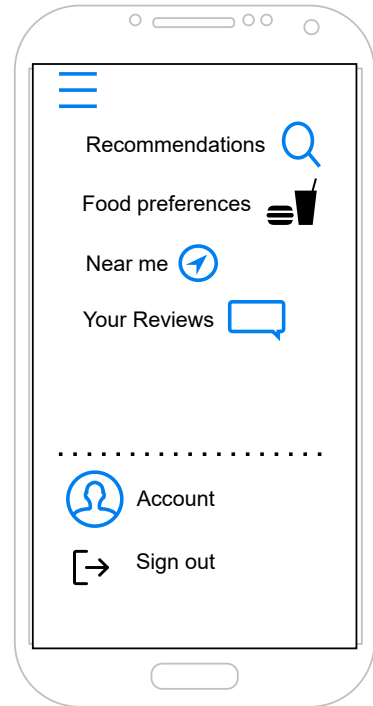 Recommendations
Food preferences
Near me
Your Reviews
Account
Sign out